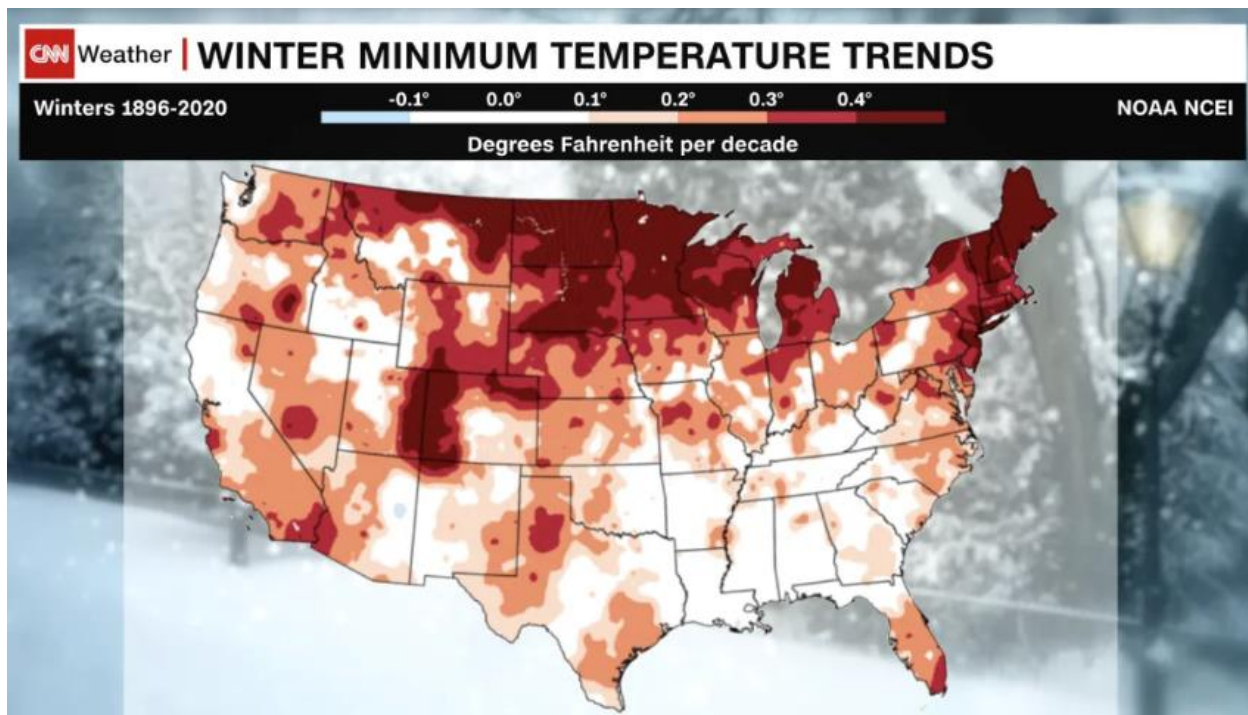 CNN Weather | WINTER MINIMUM TEMPERATURE TRENDS
Winters 1896-2020
-0.1° 0.0° 0.1° 0.2° 0.3° 0.4°
NOAA NCEI
Degrees Fahrenheit per decade